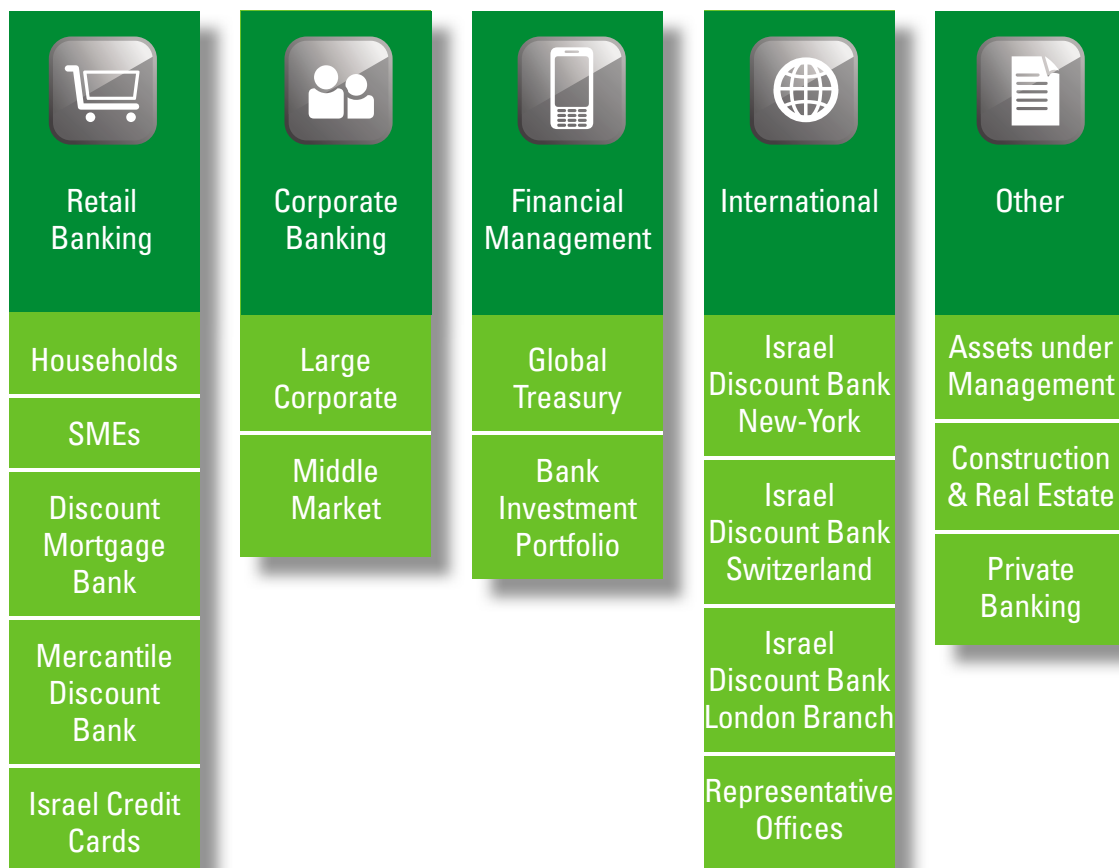 Retail
Banking
Households
SMEs
Discount
Mortgage
Bank
Mercantile
Discount
Bank
Israel Credit
Cards
Corporate
Banking
Large
Corporate
Middle
Market
Financial
Management
Global
Treasury
Bank
Investment
Portfolio
International
Israel
Discount Bank
New-York
Israel
Discount Bank
Switzerland
Israel
Discount Bank
London Branch
Representative
Offices
Other
Assets under
Management
Construction
& Real Estate
Private
Banking